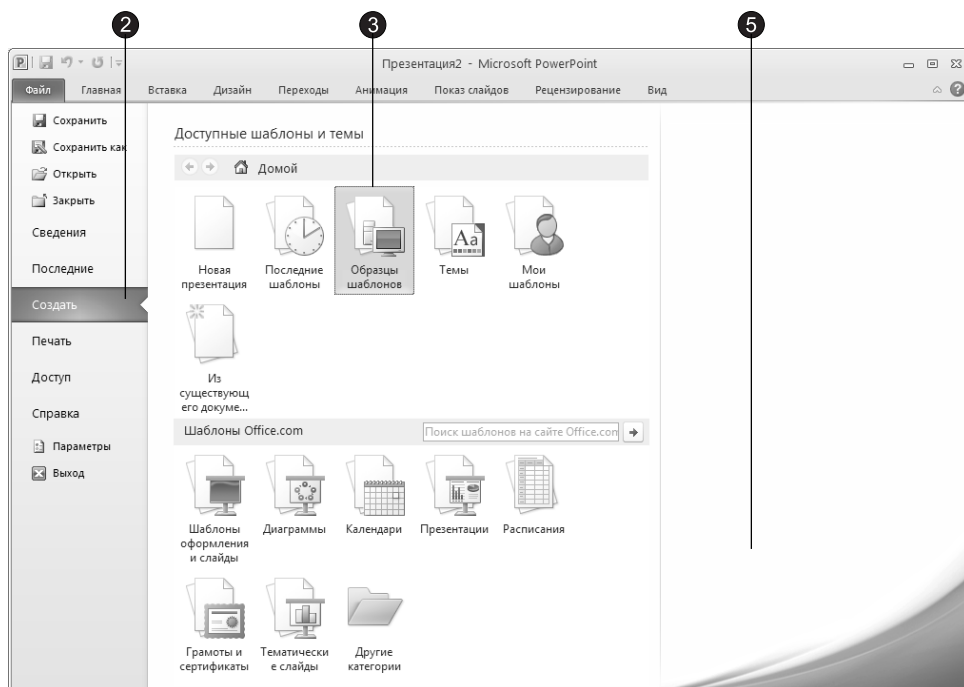 2 3 5
Презентация2 - Microsoft PowerPoint
Файл Главная Вставка Дизайн Переходы Анимация Показ слайдов Рецензирование Вид
Сохранить
Сохранить как
Открыть
Закрыть
Сведения
Последние
Создать
Печать
Доступ
Справка
Параметры
Выход
Доступные шаблоны и темы
Домой
Новая
презентация
Последние
шаблоны
Образцы
шаблонов
Aa
Темы
Мои
шаблоны
Из
существующ
его докуме...
Шаблоны Office.com
Поиск шаблонов на сайте Office.con
Шаблоны
оформления
и слайды
Диаграммы
Календари
Презентации
Расписания
Грамоты и
сертификаты
Тематически
е слайды
Другие
категории